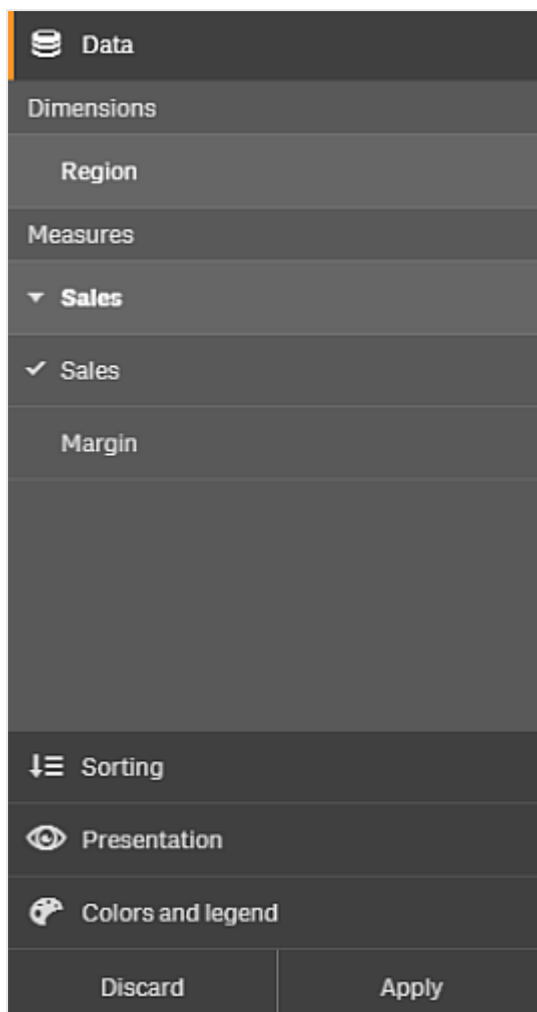 Data
Dimensions
Region
Measures
Sales
Sales
Margin
Sorting
Presentation
Colors and legend
Discard Apply